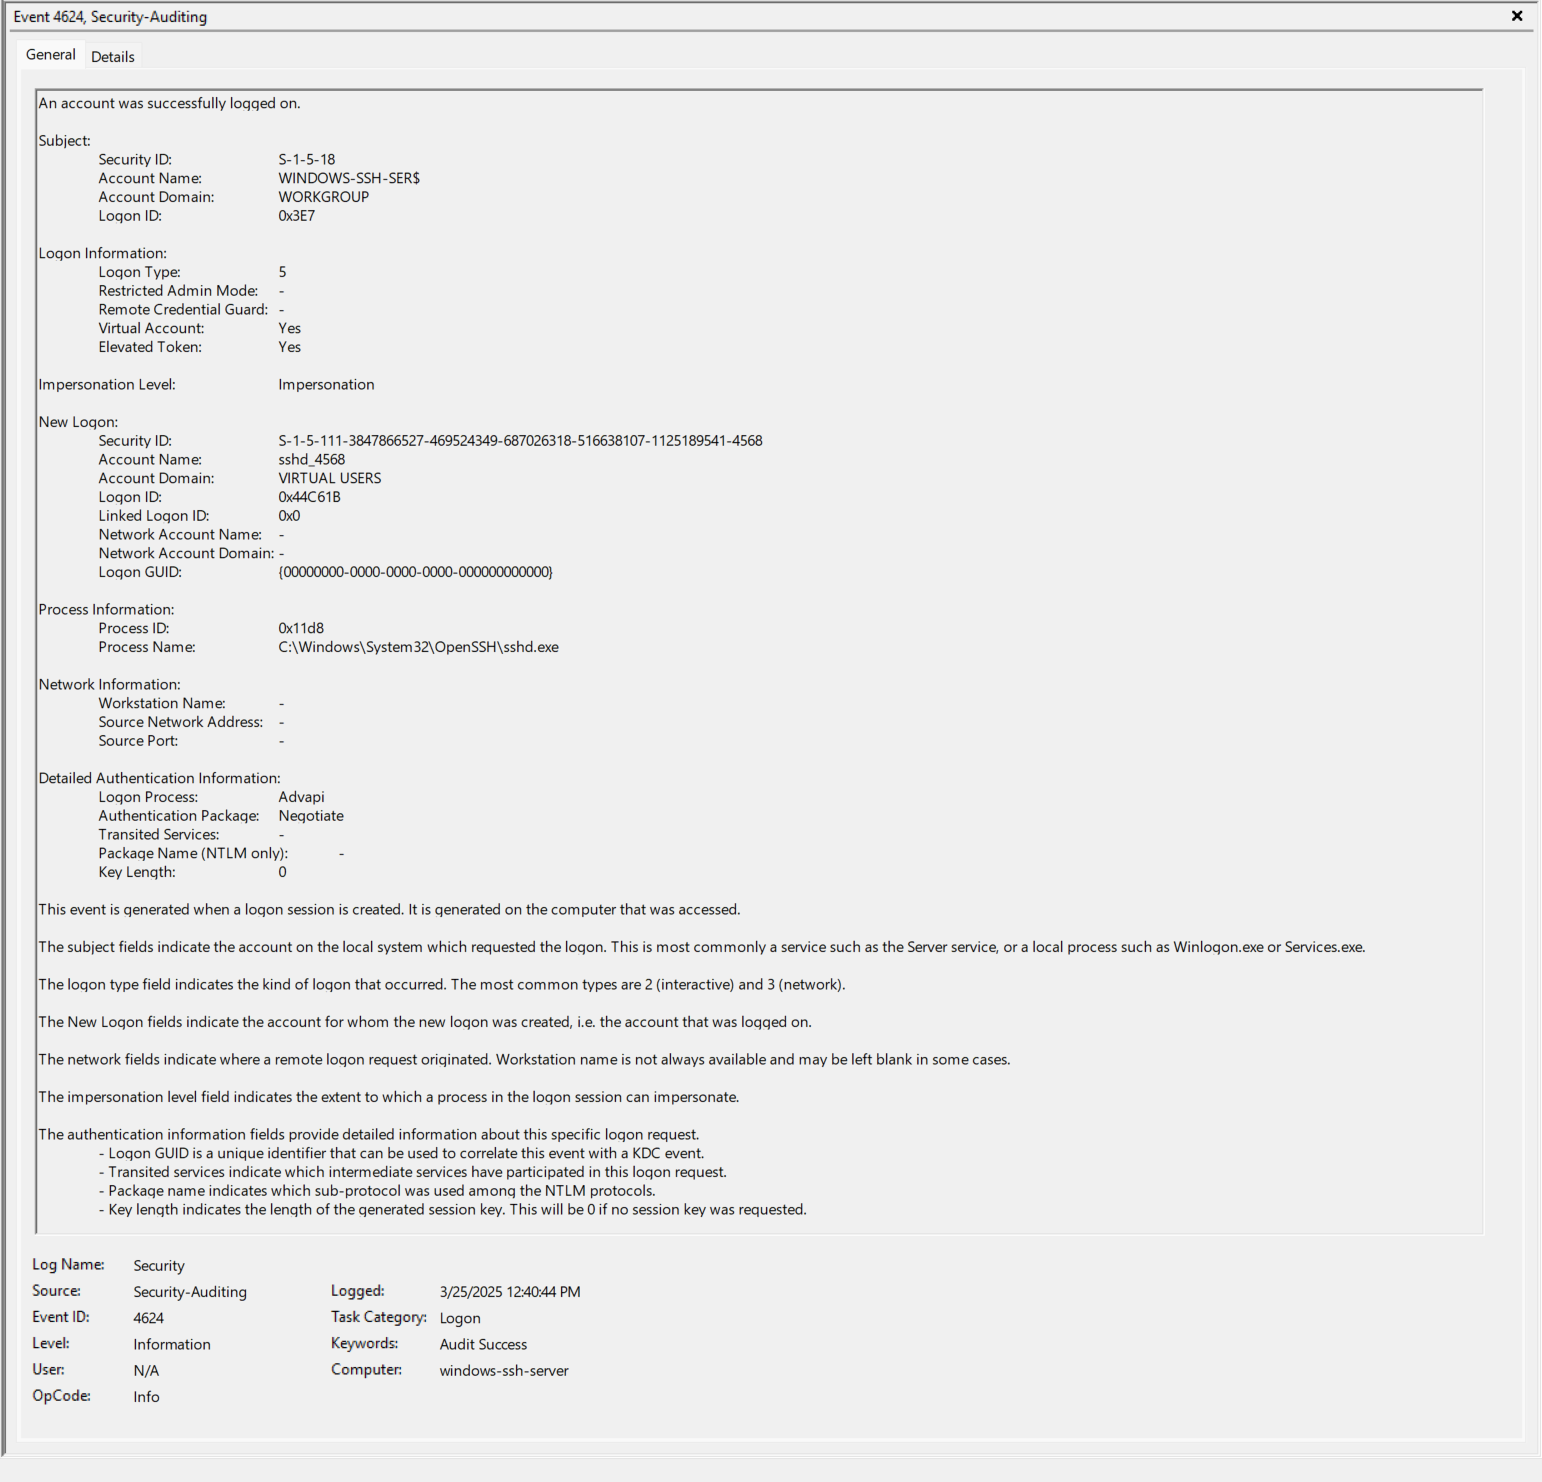 Event 4624, Security-Auditing
General
Details
An account was successfully logged on.
Subject:
Security ID: S-1-5-18
Account Name: WINDOWS-SSH-SER$
Account Domain: WORKGROUP
Logon ID: 0x3E7
Logon Information:
Logon Type: 5
Restricted Admin Mode: -
Remote Credential Guard: -
Virtual Account: Yes
Elevated Token: Yes
Impersonation Level: Impersonation
New Logon:
Security ID: S-1-5-111-3847866527-469524349-687026318-516638107-1125189541-4568
Account Name: sshd_4568
Account Domain: VIRTUAL USERS
Logon ID: 0x44C61B
Linked Logon ID: 0x0
Network Account Name: -
Network Account Domain: -
Logon GUID: {00000000-0000-0000-0000-000000000000}
Process Information:
Process ID: 0x11d8
Process Name: C:\Windows\System32\OpenSSH\sshd.exe
Network Information:
Workstation Name: -
Source Network Address: -
Source Port: -
Detailed Authentication Information:
Logon Process: Advapi
Authentication Package: Negotiate
Transited Services: -
Package Name (NTLM only): -
Key Length: 0
This event is generated when a logon session is created. It is generated on the computer that was accessed.
The subject fields indicate the account on the local system which requested the logon. This is most commonly a service such as the Server service, or a local process such as Winlogon.exe or Services.exe.
The logon type field indicates the kind of logon that occurred. The most common types are 2 (interactive) and 3 (network).
The New Logon fields indicate the account for whom the new logon was created, i.e. the account that was logged on.
The network fields indicate where a remote logon request originated. Workstation name is not always available and may be left blank in some cases.
The impersonation level field indicates the extent to which a process in the logon session can impersonate.
The authentication information fields provide detailed information about this specific logon request.
- Logon GUID is a unique identifier that can be used to correlate this event with a KDC event.
- Transited services indicate which intermediate services have participated in this logon request.
- Package name indicates which sub-protocol was used among the NTLM protocols.
- Key length indicates the length of the generated session key. This will be 0 if no session key was requested.
Log Name: Security
Source: Security-Auditing Logged: 3/25/2025 12:40:44 PM
Event ID: 4624 Task Category: Logon
Level: Information Keywords: Audit Success
User: N/A Computer: windows-ssh-server
OpCode: Info